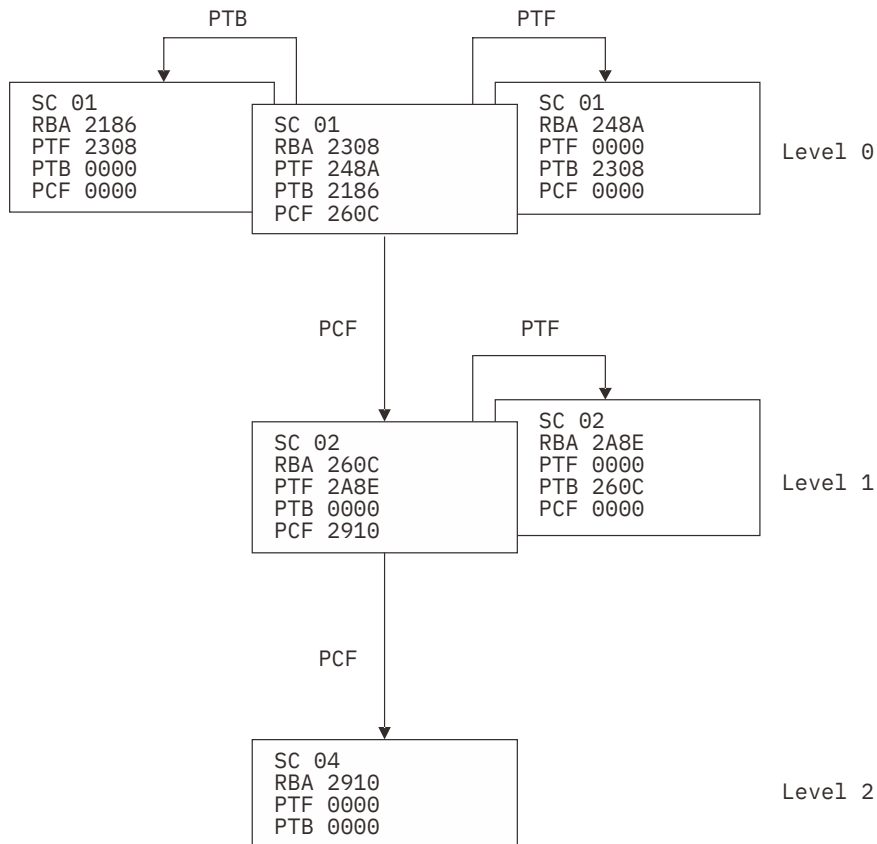 PTB
PTF
SC 01
RBA 2186
PTF 2308
PTB 0000
PCF 0000
SC 01
RBA 2308
PTF 248A
PTB 2186
PCF 260C
SC 01
RBA 248A
PTF 0000
PTB 2308
PCF 0000
Level 0
PCF
PTF
SC 02
RBA 260C
PTF 2A8E
PTB 0000
PCF 2910
SC 02
RBA 2A8E
PTF 0000
PTB 260C
PCF 0000
Level 1
PCF
SC 04
RBA 2910
PTF 0000
PTB 0000
Level 2